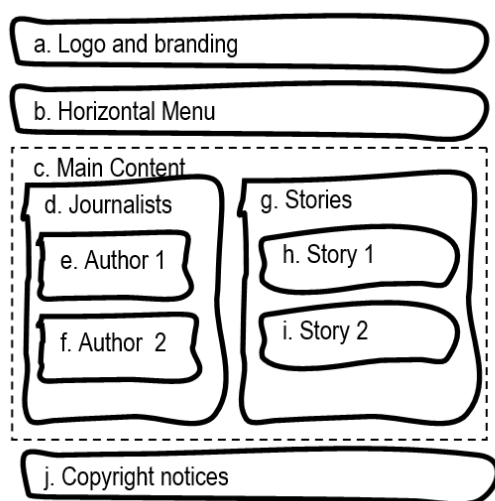 a. Logo and branding
b. Horizontal Menu
c. Main Content
d. Journalists
e. Author 1
f. Author 2
g. Stories
h. Story 1
i. Story 2
j. Copyright notices